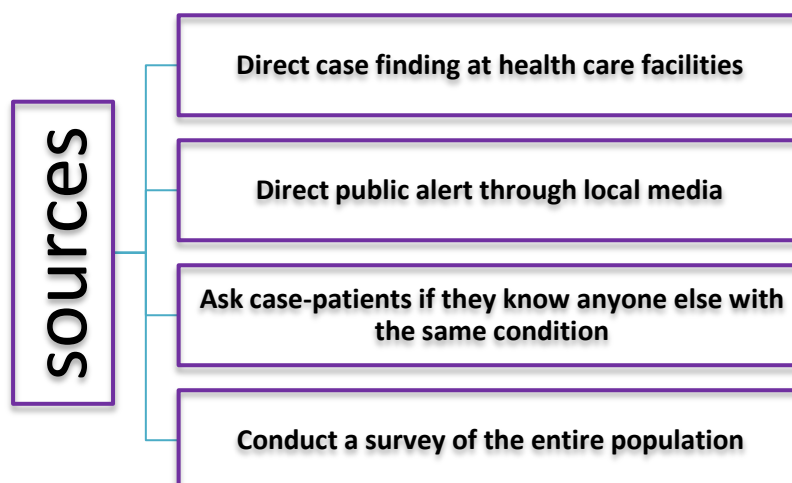 sources
Direct case finding at health care facilities
Direct public alert through local media
Ask case-patients if they know anyone else with
the same condition
Conduct a survey of the entire population